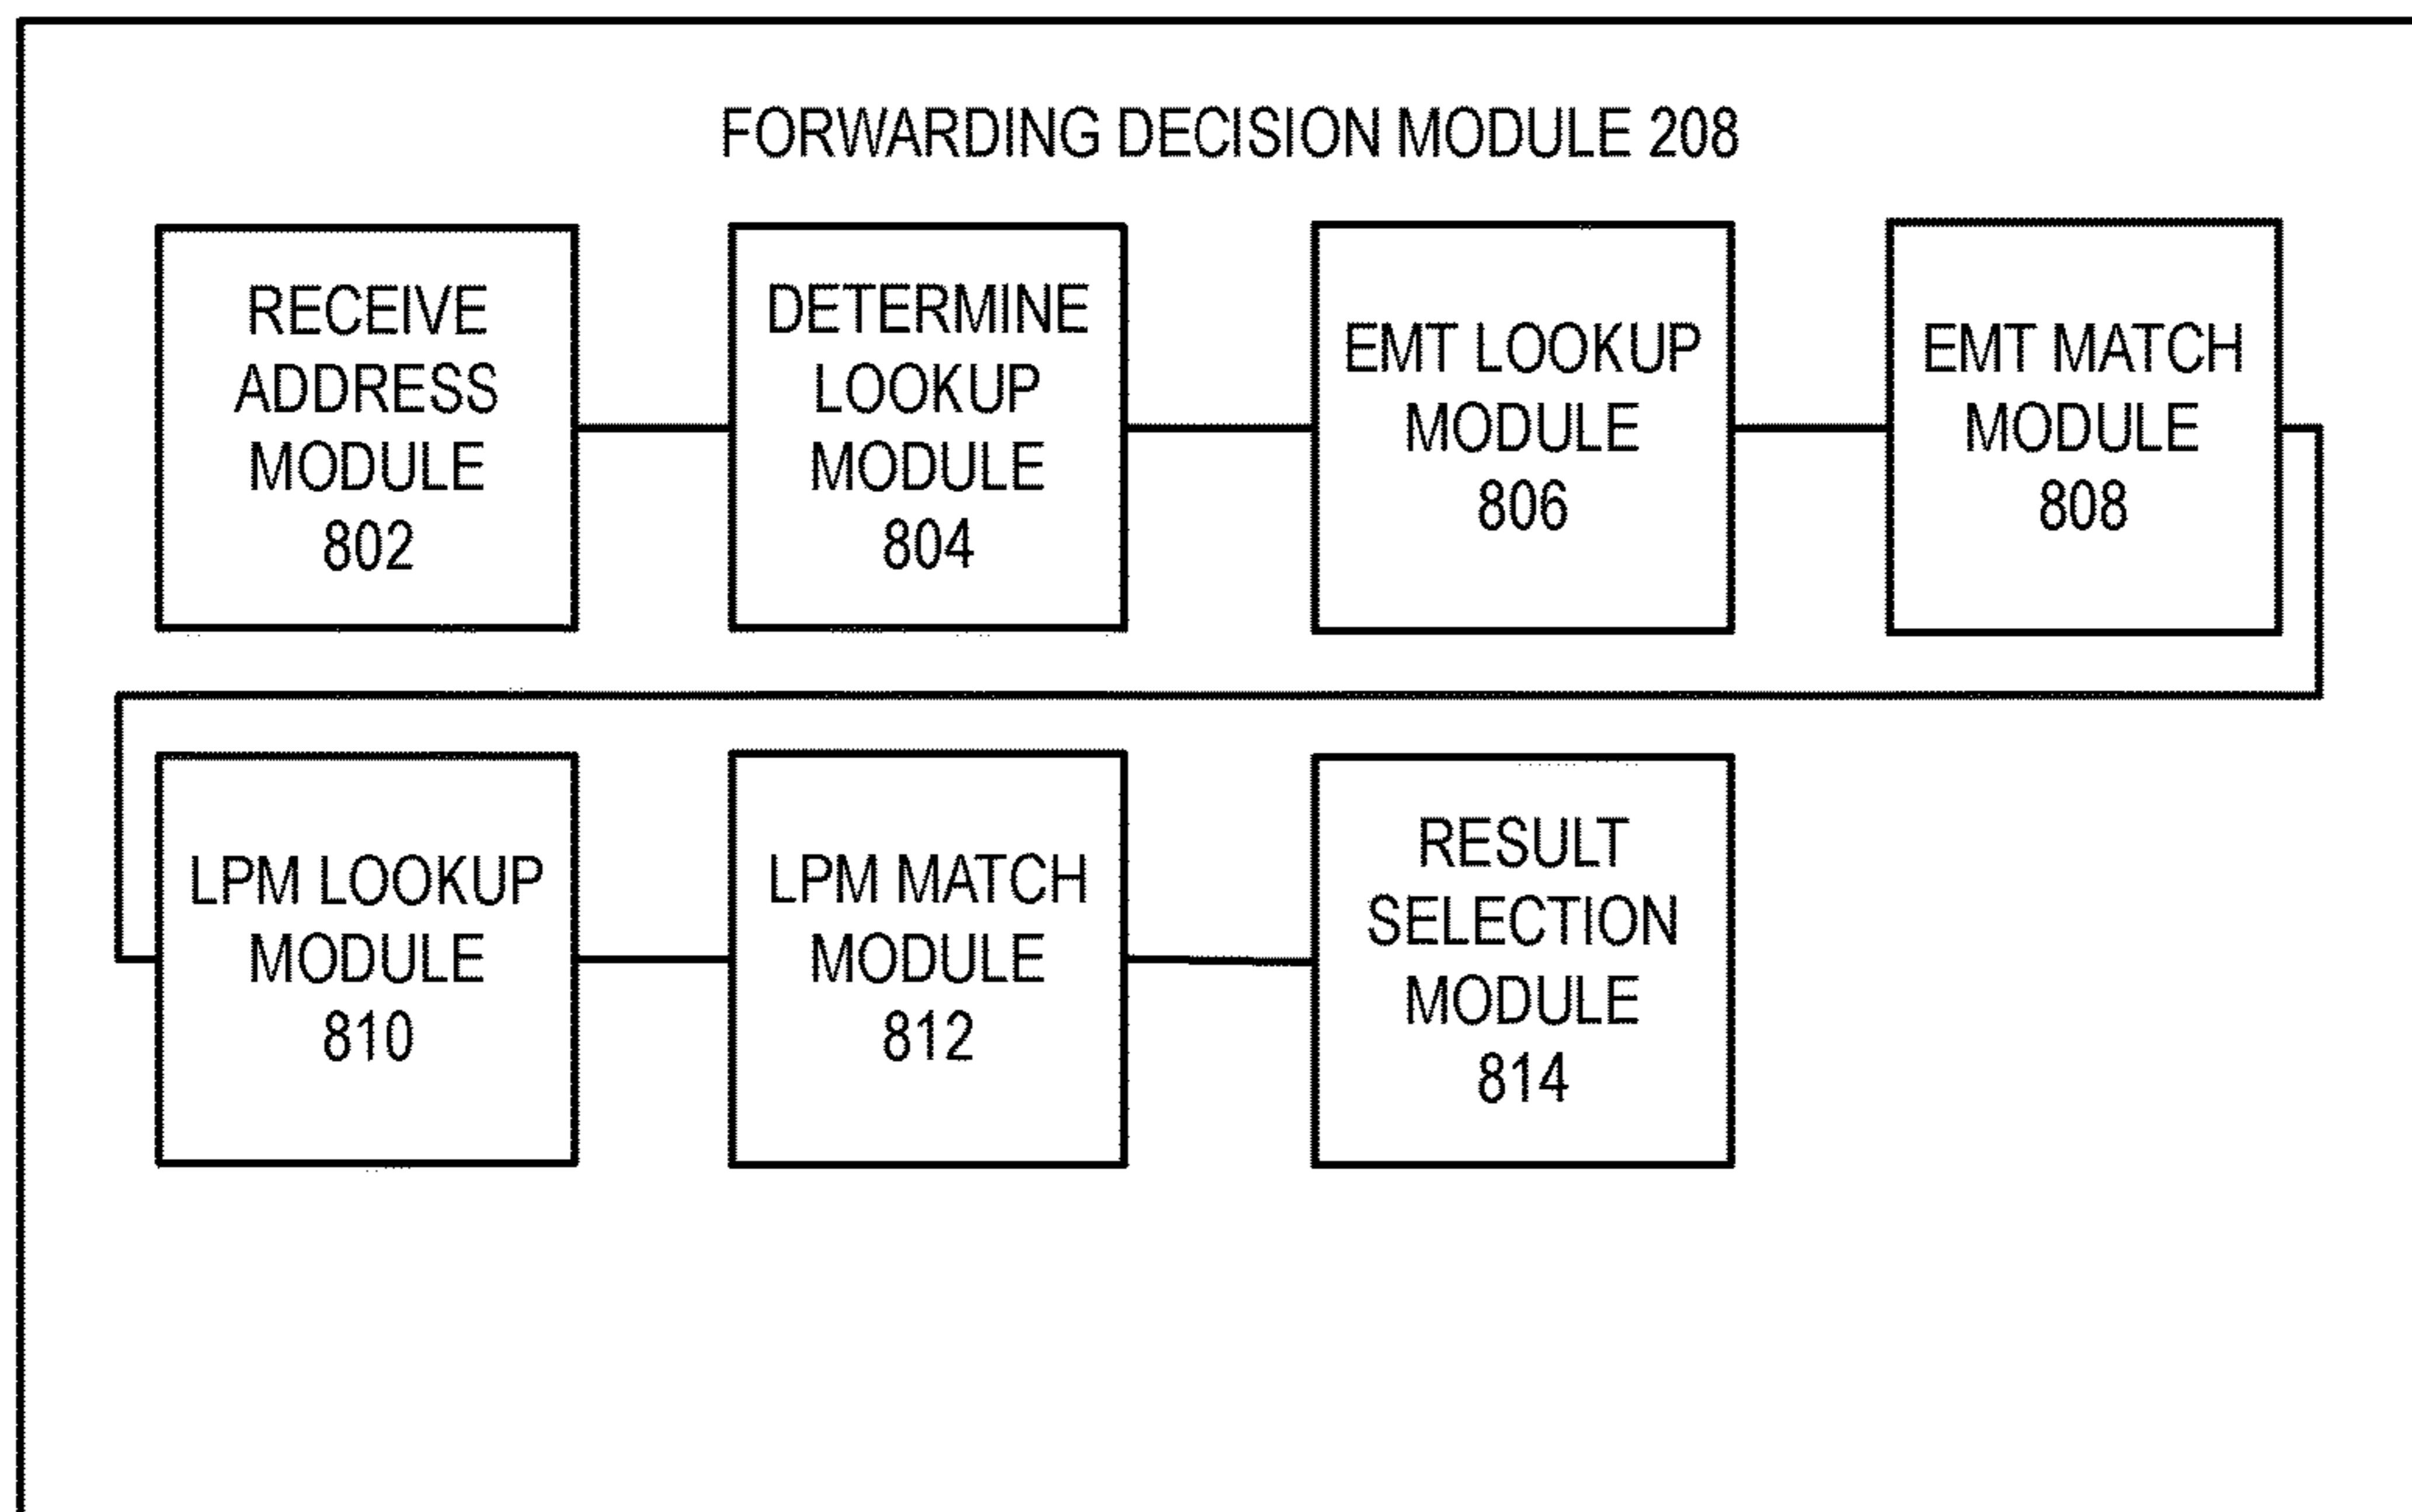 FORWARDING DECISION MODULE 208
RECEIVE
ADDRESS
MODULE
802
DETERMINE
LOOKUP
MODULE
804
EMT LOOKUP
MODULE
806
EMT MATCH
MODULE
808
LPM LOOKUP
MODULE
810
LPM MATCH
MODULE
812
RESULT
SELECTION
MODULE
814